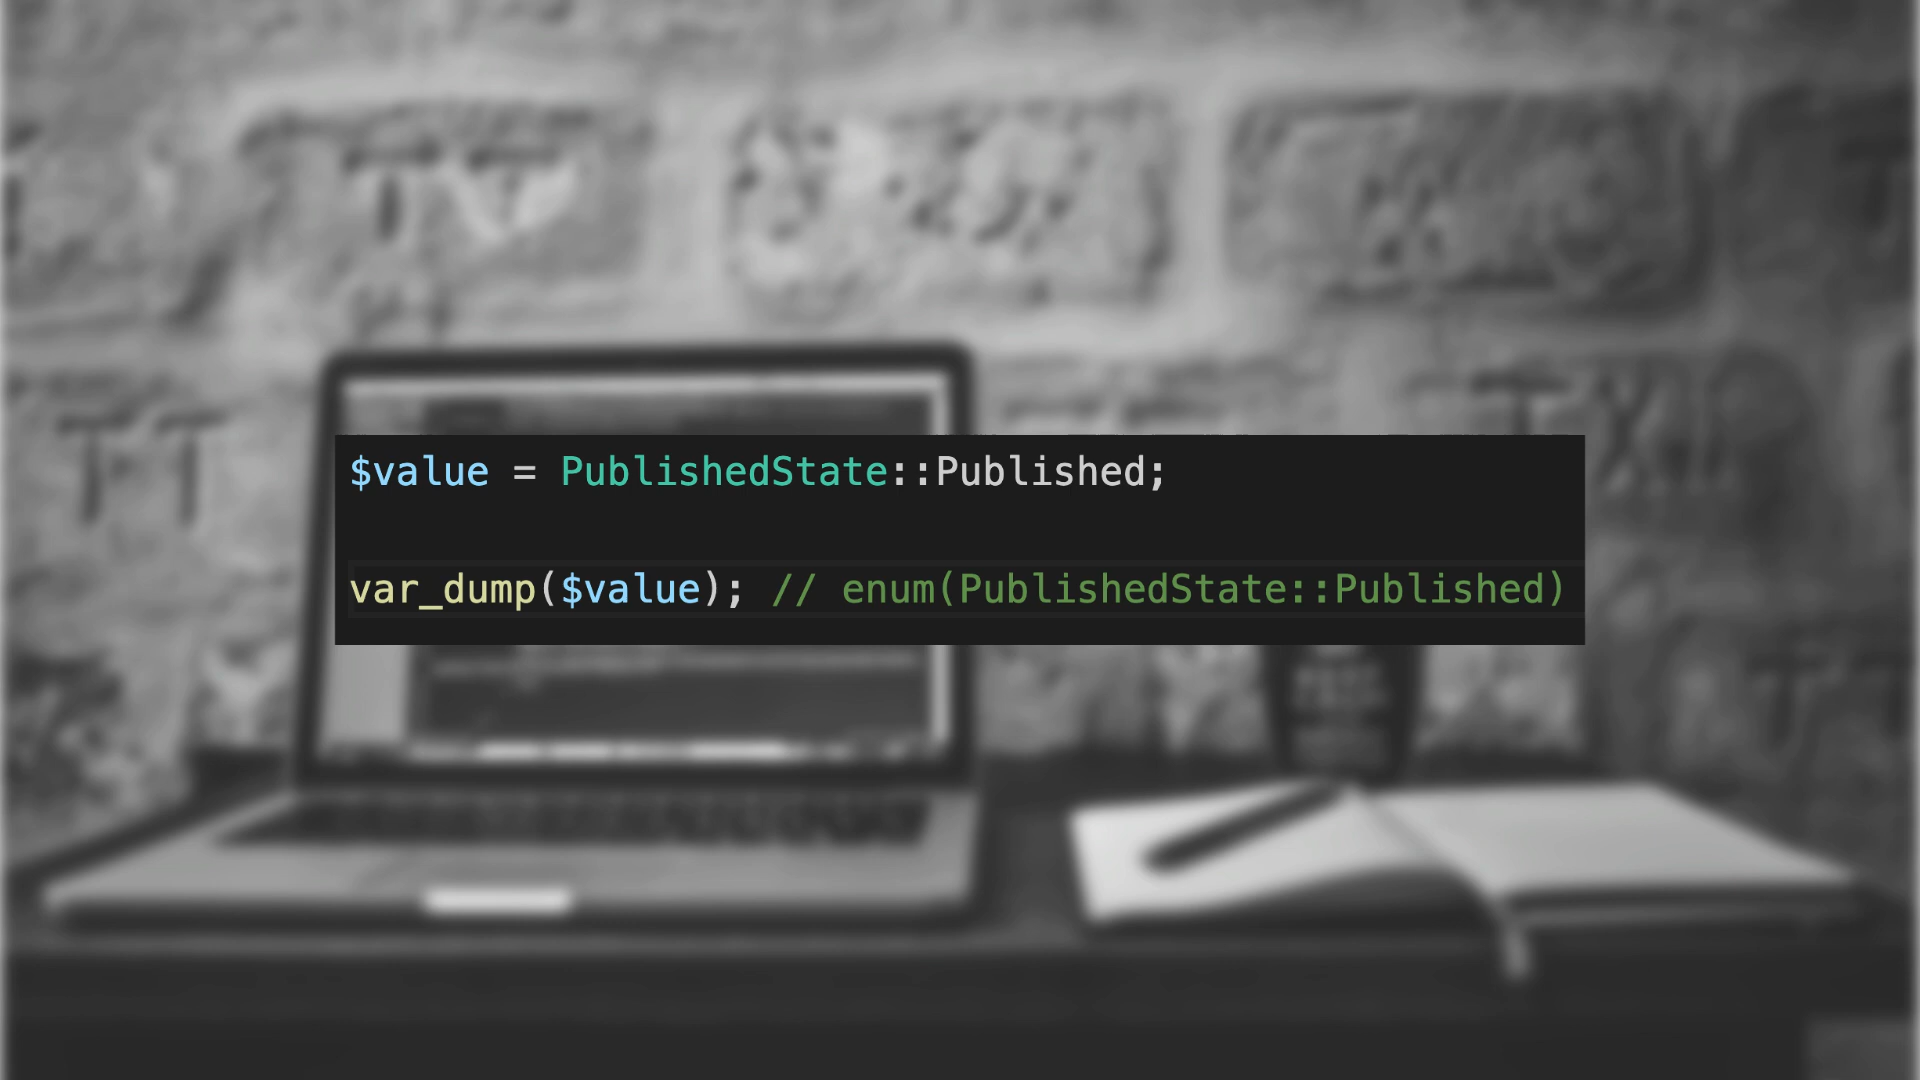 $value = PublishedState::Published;
var_dump($value); // enum(PublishedState::Published)